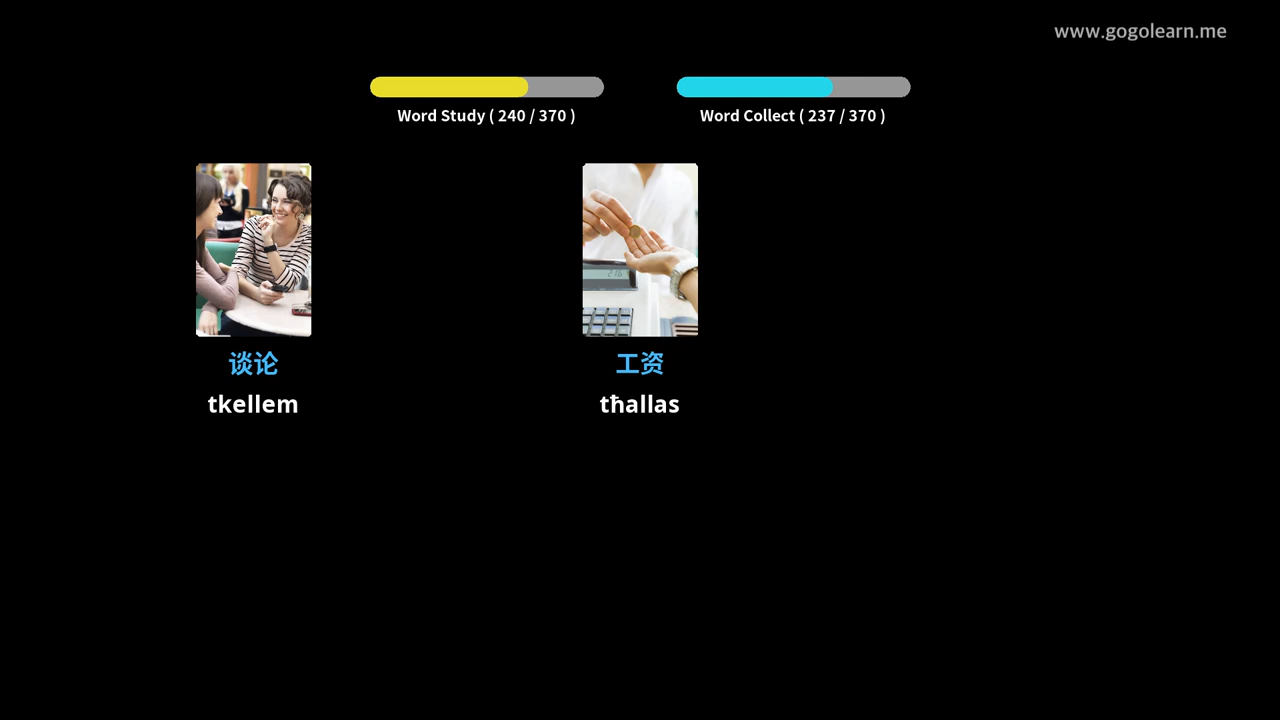 www.gogolearn.me
Word Study ( 240 / 370 )
Word Collect ( 237 / 370 )
谈论
工资
tkellem
tħallas